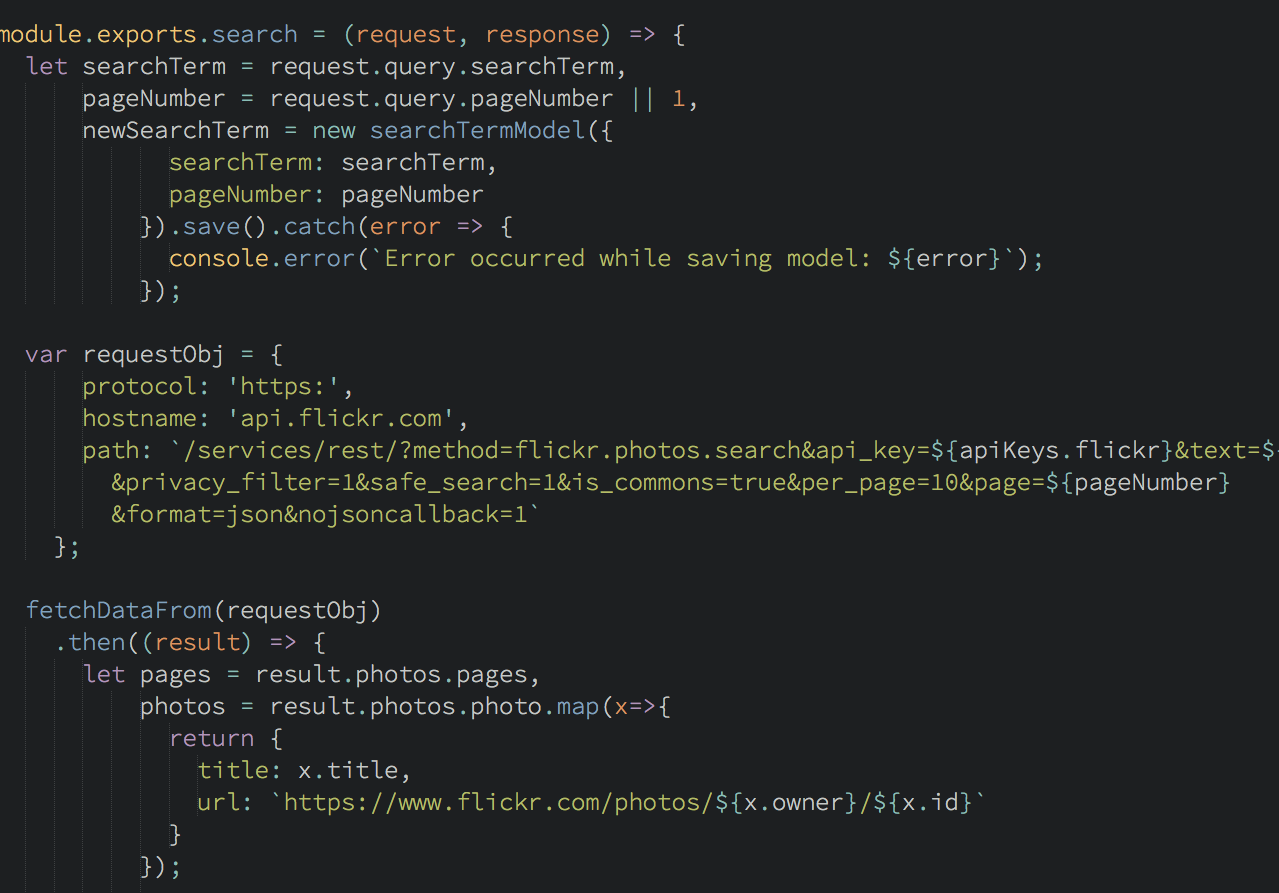 module.exports.search = (request, response) => {
  let searchTerm = request.query.searchTerm,
      pageNumber = request.query.pageNumber || 1,
      newSearchTerm = new searchTermModel({
            searchTerm: searchTerm,
            pageNumber: pageNumber
          }).save().catch(error => {
            console.error(`Error occurred while saving model: ${error}`);
          });

  var requestObj = {
      protocol: 'https:',
      hostname: 'api.flickr.com',
      path: `/services/rest/?method=flickr.photos.search&api_key=${apiKeys.flickr}&text=${
        &privacy_filter=1&safe_search=1&is_commons=true&per_page=10&page=${pageNumber}
        &format=json&nojsoncallback=1`
    };

  fetchDataFrom(requestObj)
    .then((result) => {
      let pages = result.photos.pages,
          photos = result.photos.photo.map(x=>{
            return {
              title: x.title,
              url: `https://www.flickr.com/photos/${x.owner}/${x.id}`
            }
          });